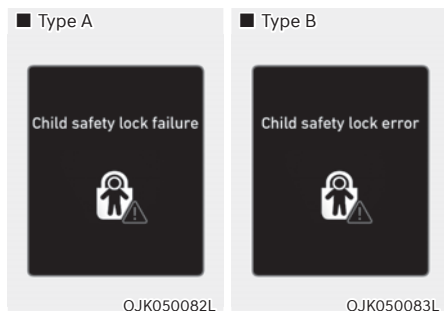 ■ Type A
Child safety lock failure
OJK050082L
■ Type B
Child safety lock error
OJK050083L